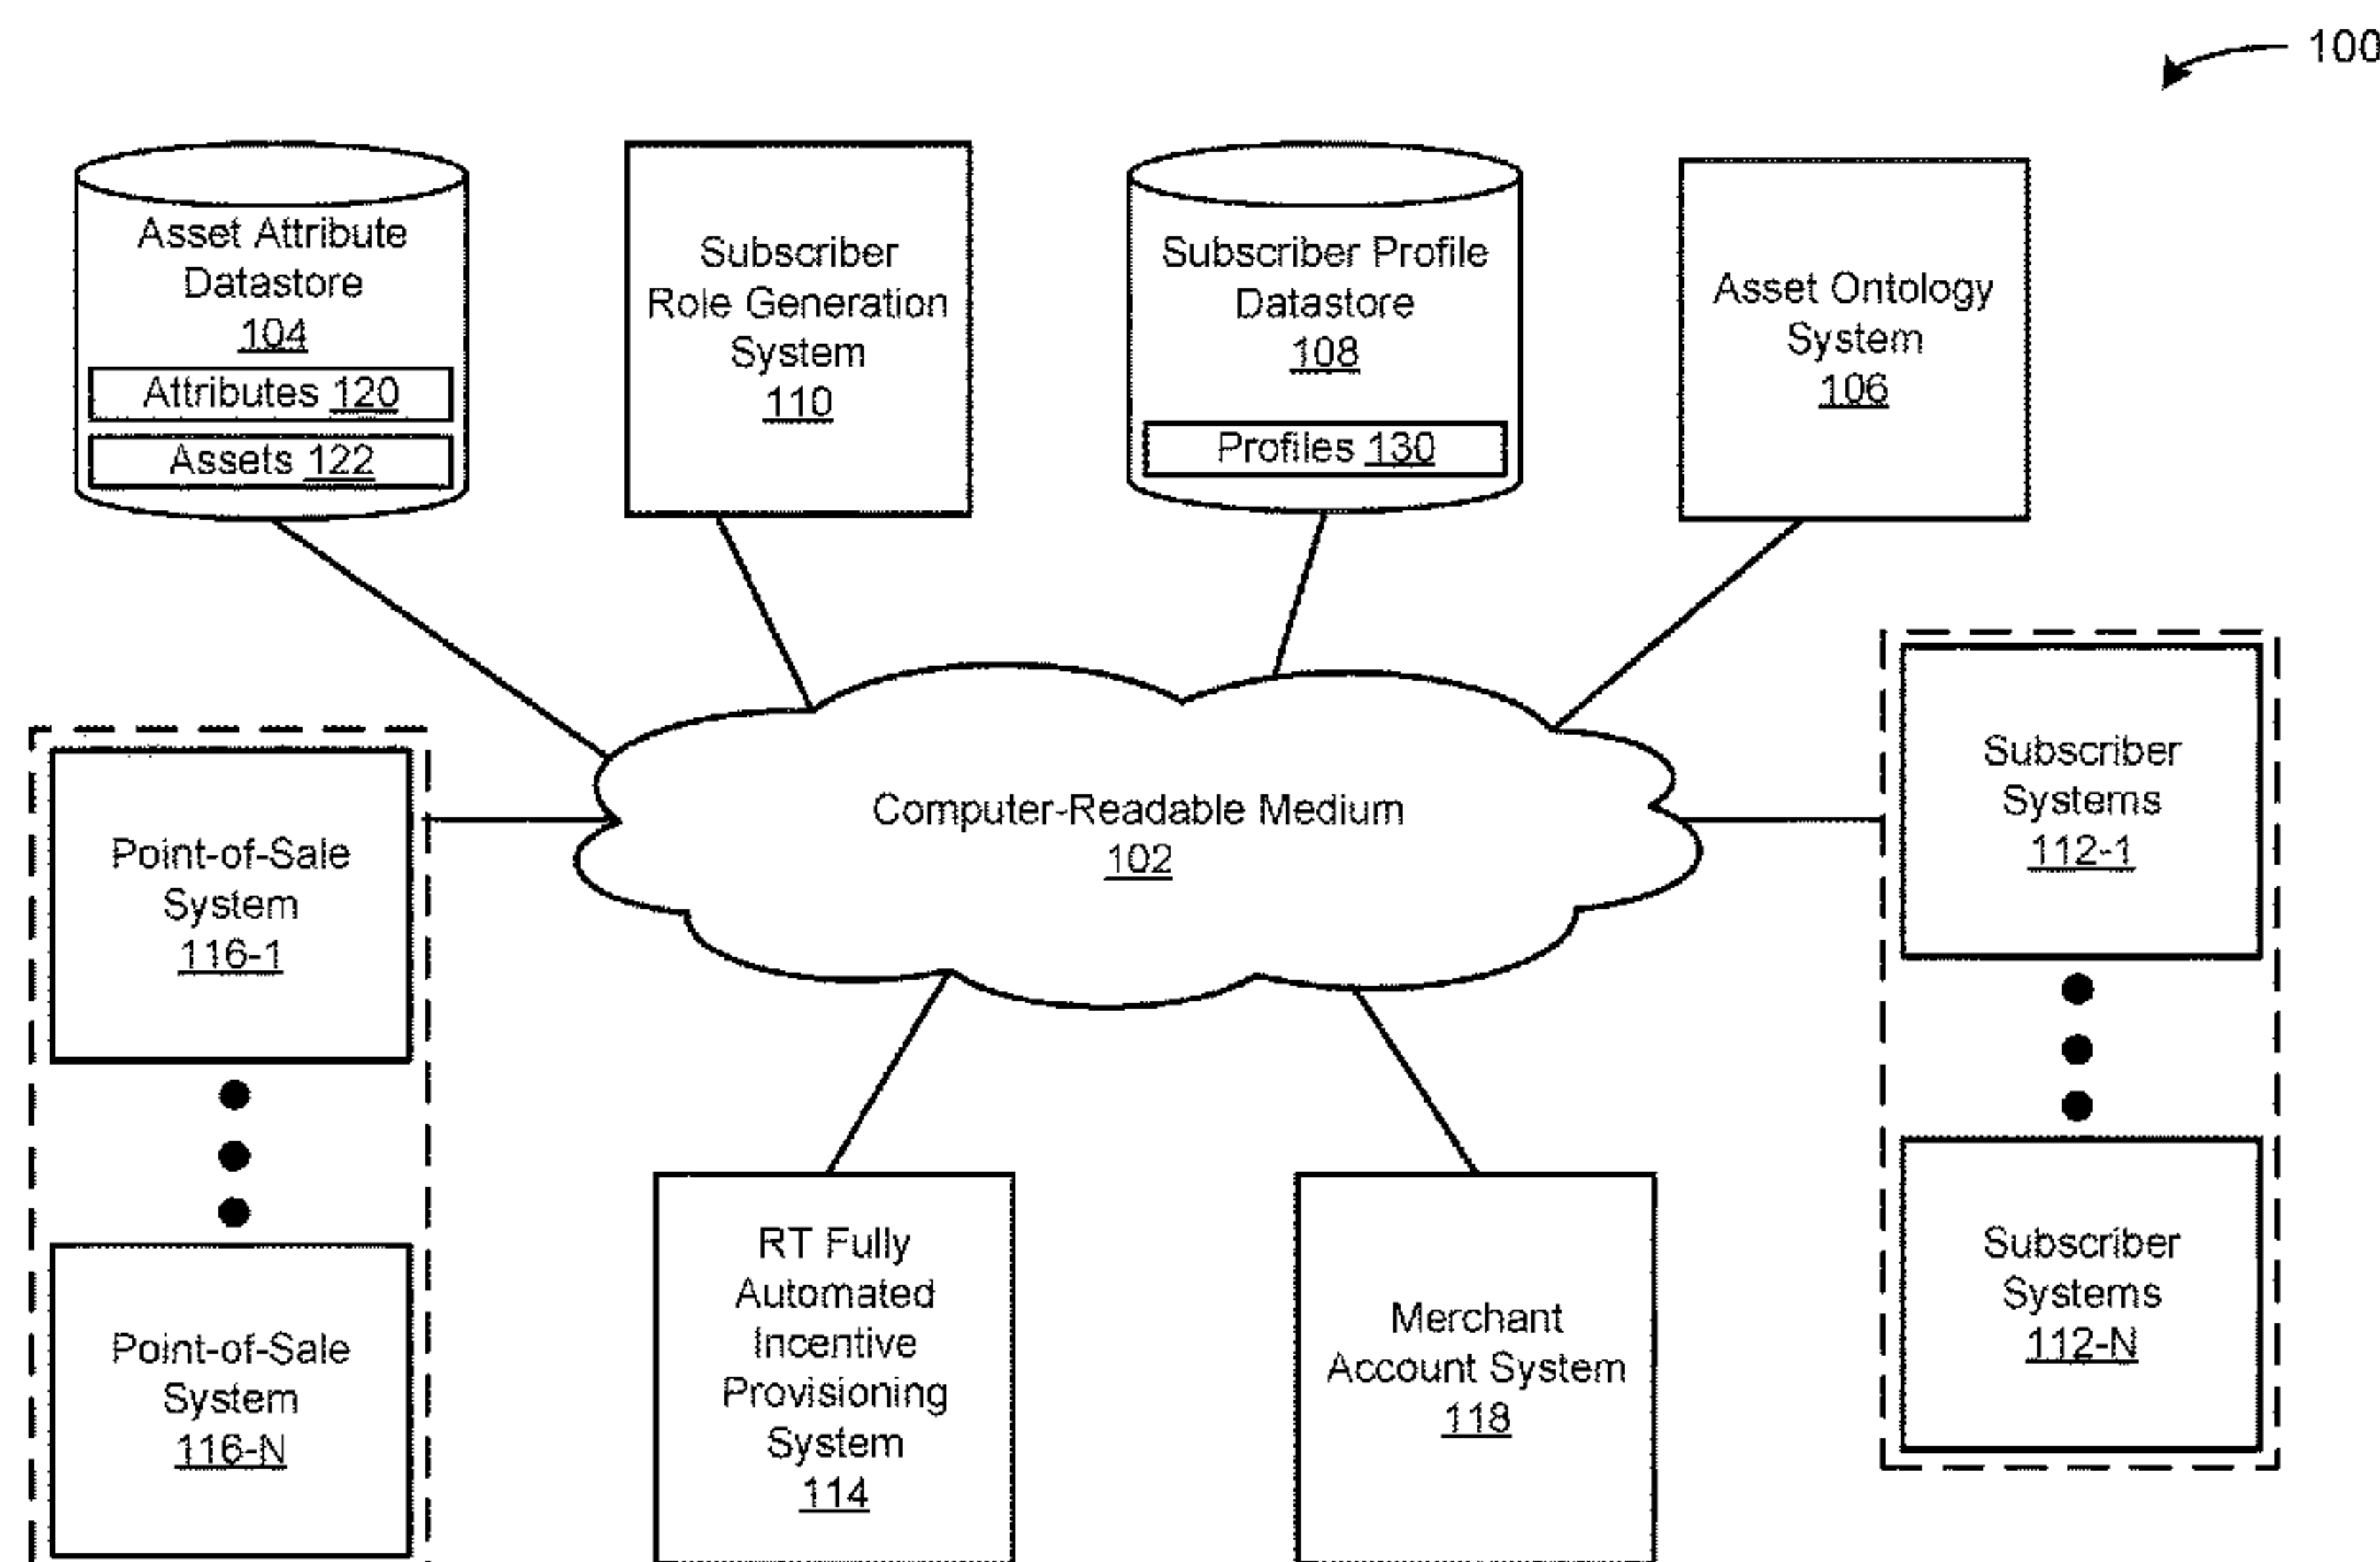 100
Asset Attribute
Datastore
104
Attributes 120
Assets 122
Subscriber
Role Generation
System
110
Subscriber Profile
Datastore
108
Profiles 130
Asset Ontology
System
106
Computer-Readable Medium
102
Point-of-Sale
System
116-1
Point-of-Sale
System
116-N
RT Fully
Automated
Incentive
Provisioning
System
114
Merchant
Account System
118
Subscriber
Systems
112-1
Subscriber
Systems
112-N